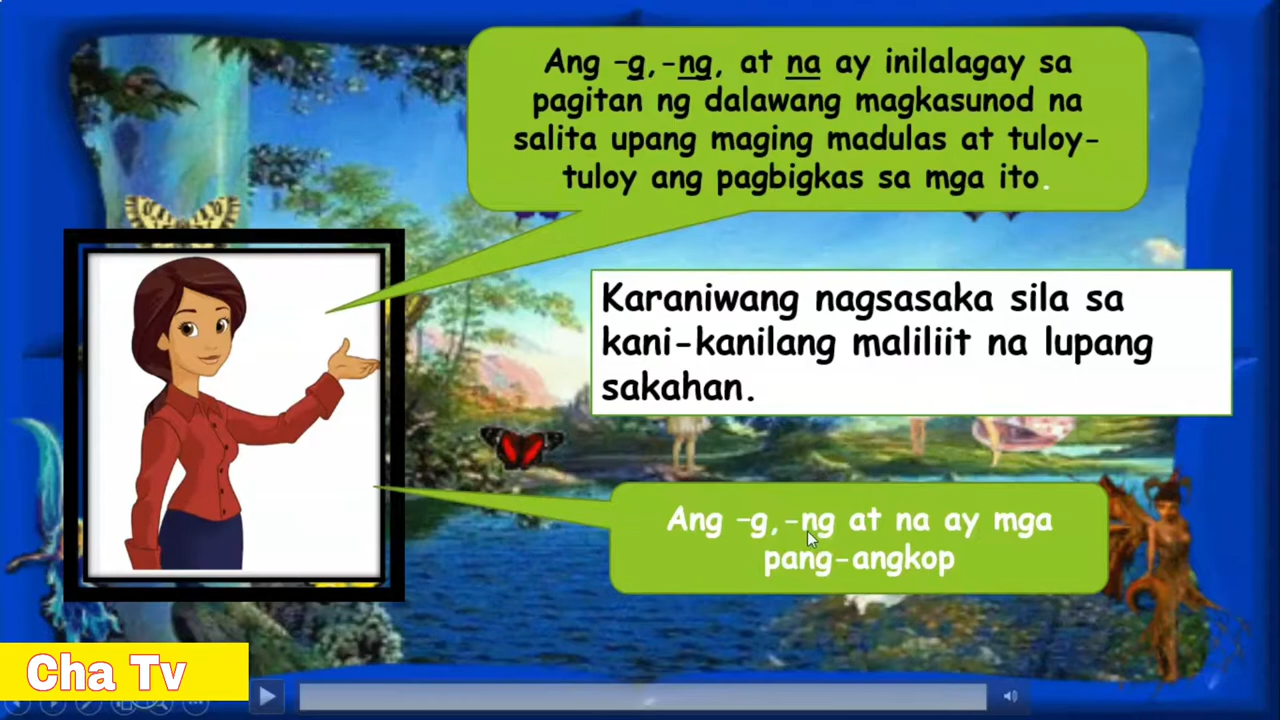 Ang –g,-ng, at na ay inilalagay sa
pagitan ng dalawang magkasunod na
salita upang maging madulas at tuloy-
tuloy ang pagbigkas sa mga ito.
Karaniwang nagsasaka sila sa
kani-kanilang maliliit na lupang
sakahan.
Ang –g,-ng at na ay mga
pang-angkop
Cha Tv